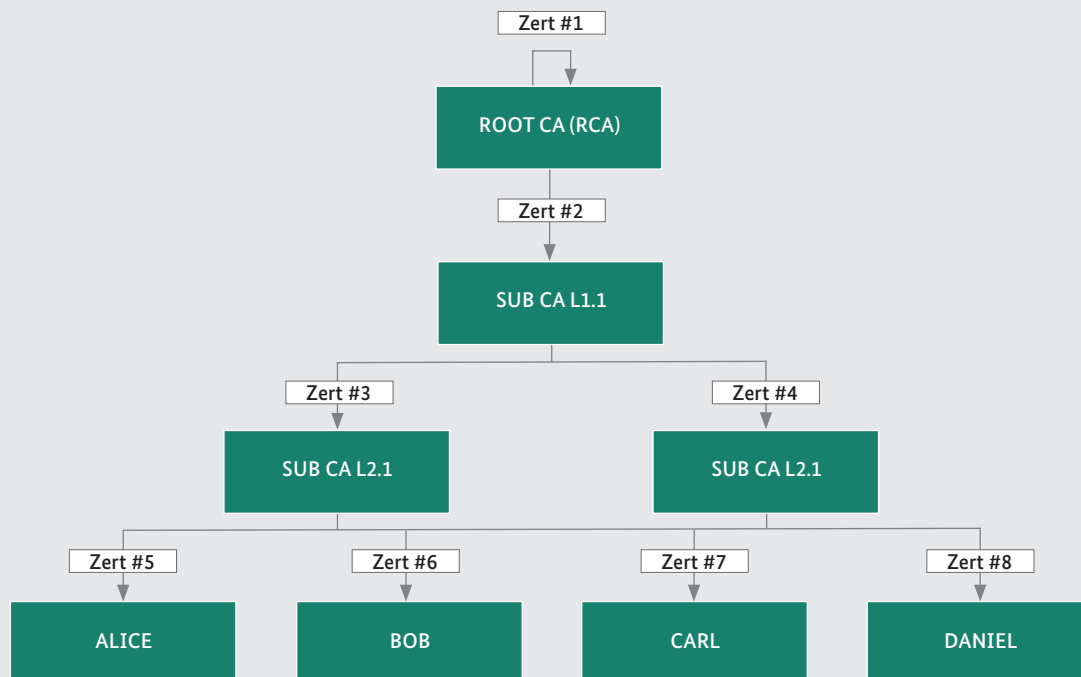 Zert #1
ROOT CA (RCA)
Zert #2
SUB CA L1.1
Zert #3
Zert #4
SUB CA L2.1
SUB CA L2.1
Zert #5
Zert #6
Zert #7
Zert #8
ALICE
BOB
CARL
DANIEL